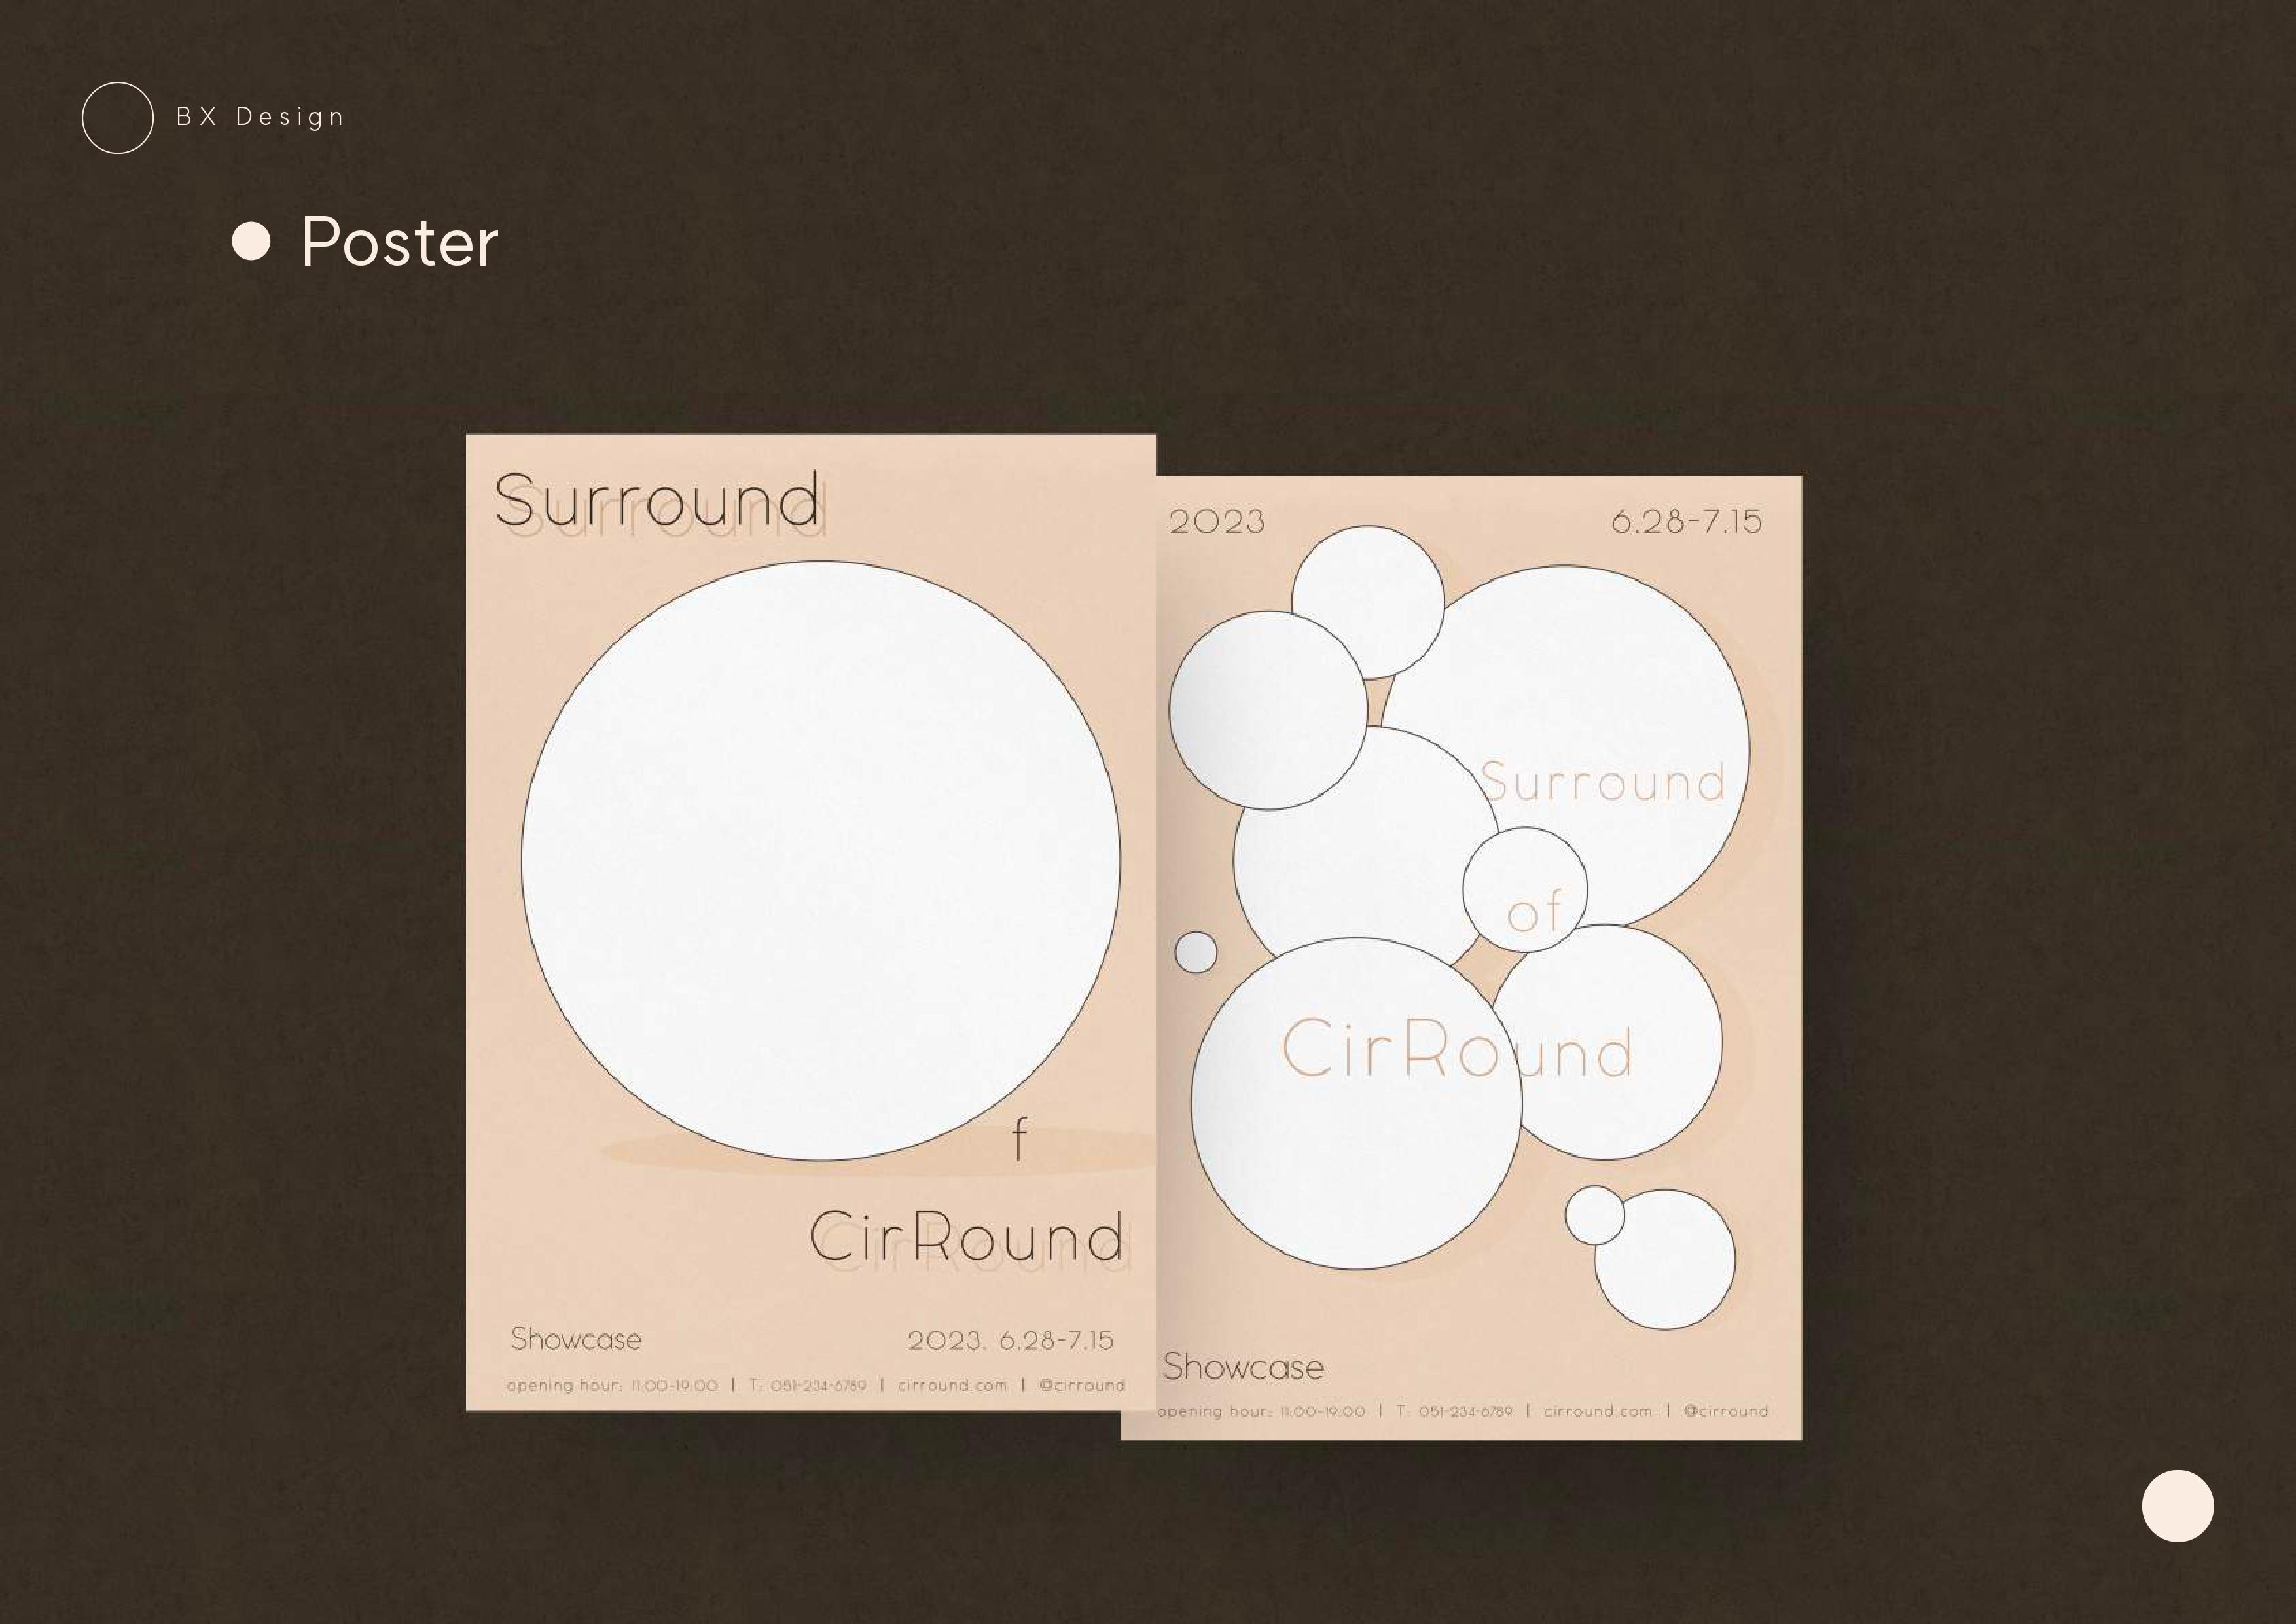 BX Design
Poster
Surround
f
CirRound
Showcase
2023. 6.28-7.15
opening hour: 11:00-19:00 | T: 051-234-6789 | cirround.com | @cirround
2023
6.28-7.15
Surround
of
CirRound
Showcase
opening hour: 11:00-19:00 | T: 051-234-6789 | cirround.com | @cirround